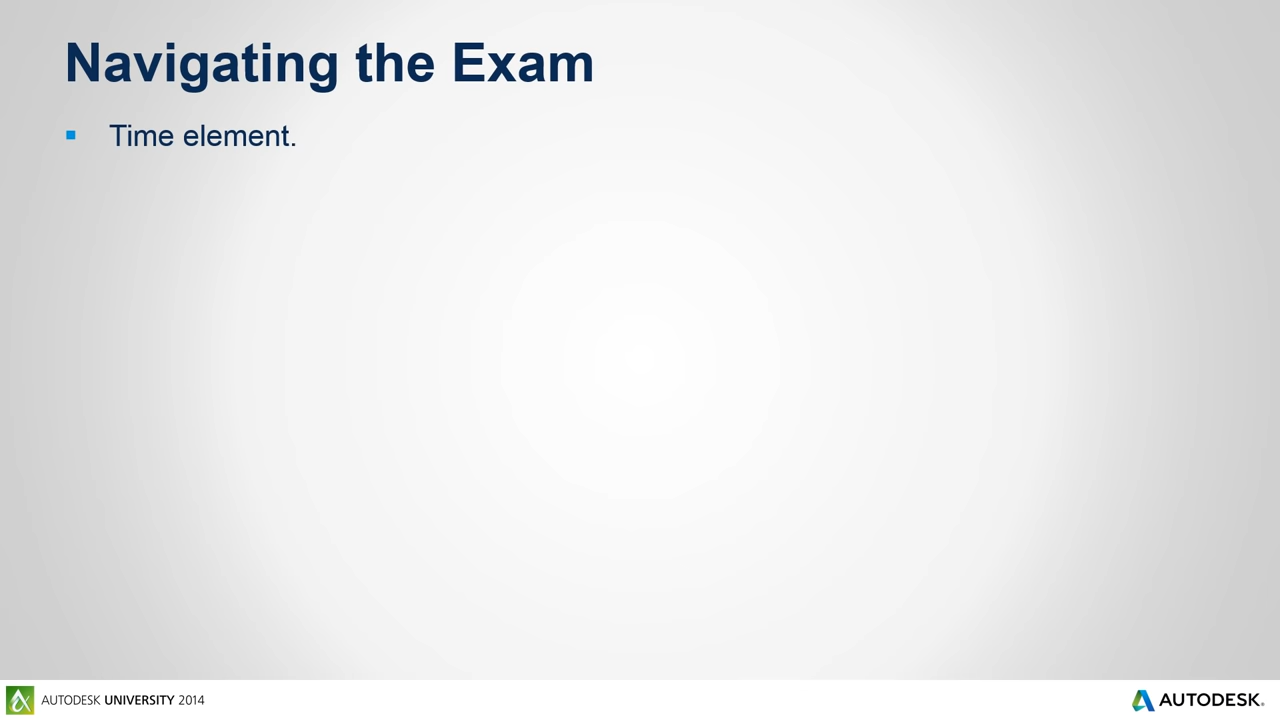 Navigating the Exam
▪ Time element.
AUTODESK UNIVERSITY 2014
AUTODESK®